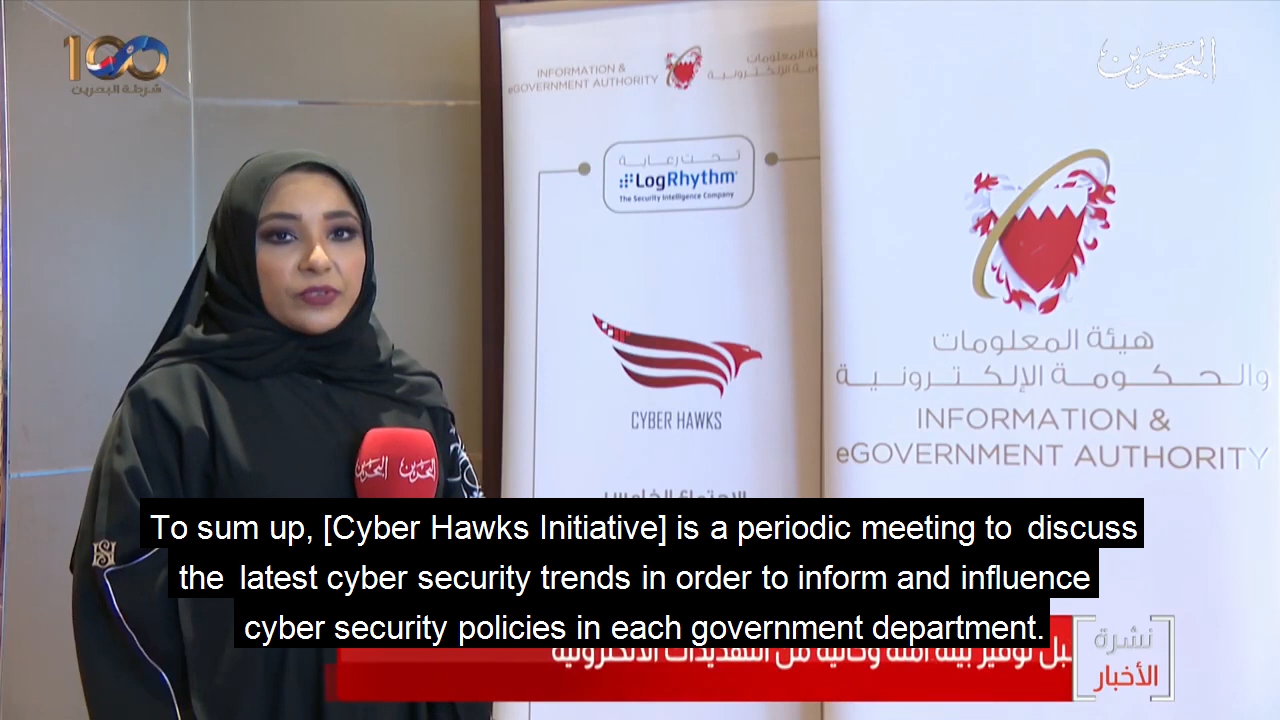 100
شرطة البحرين
البحرين
INFORMATION &
eGOVERNMENT AUTHORITY
هيئة المعلومات
تحت رعاية
LogRhythm
The Security Intelligence Company
CYBER HAWKS
الاجتماع الخامس
هيئة المعلومات
والحكومة الإلكترونية
INFORMATION &
eGOVERNMENT AUTHORITY
البحرين البحرين
To sum up, [Cyber Hawks Initiative] is a periodic meeting to discuss
the latest cyber security trends in order to inform and influence
cyber security policies in each government department.
نشرة
الأخبار